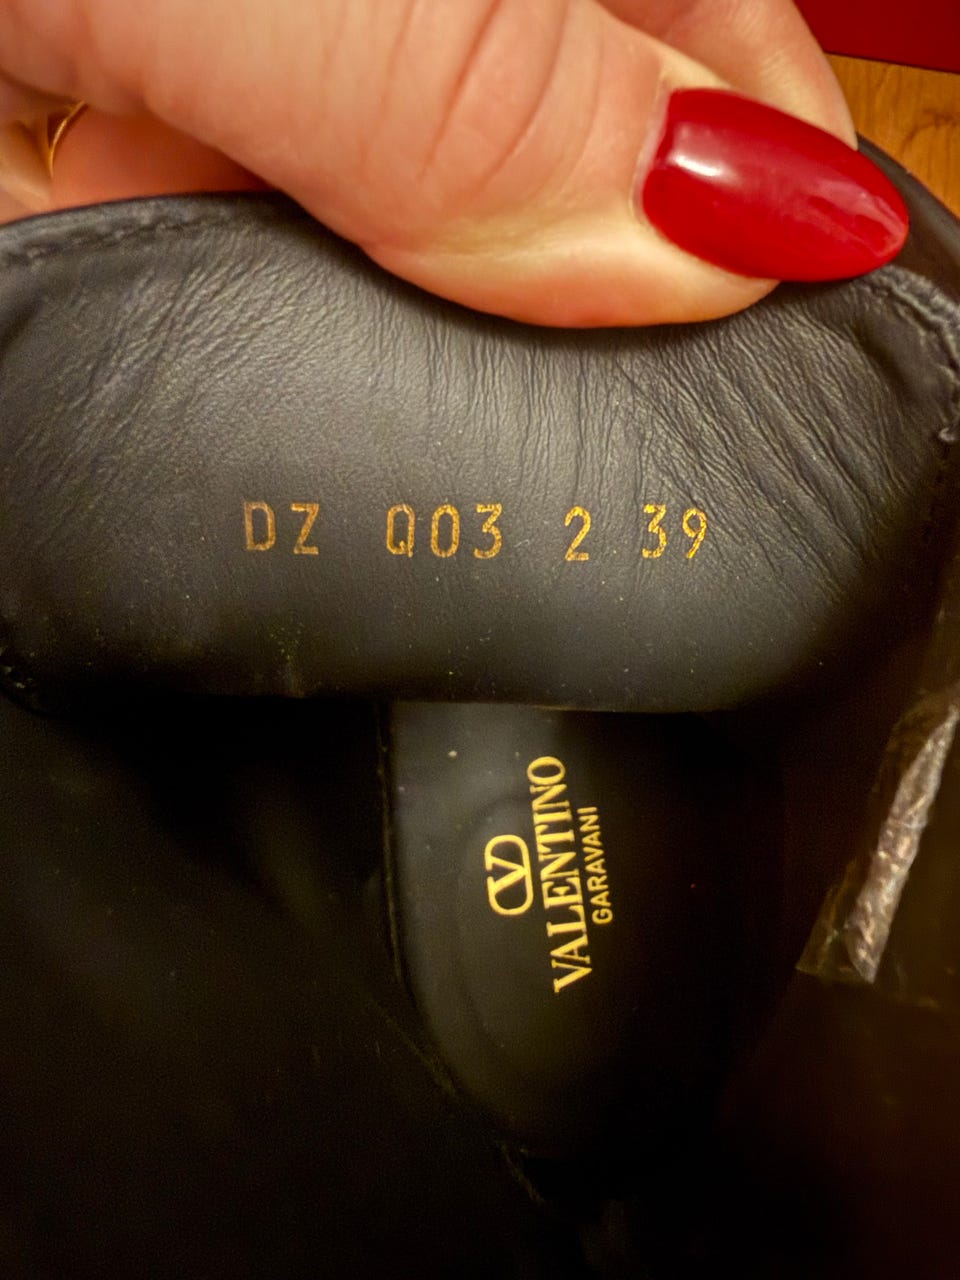 DZ Q03 2 39
VALENTINO
GARAVANI